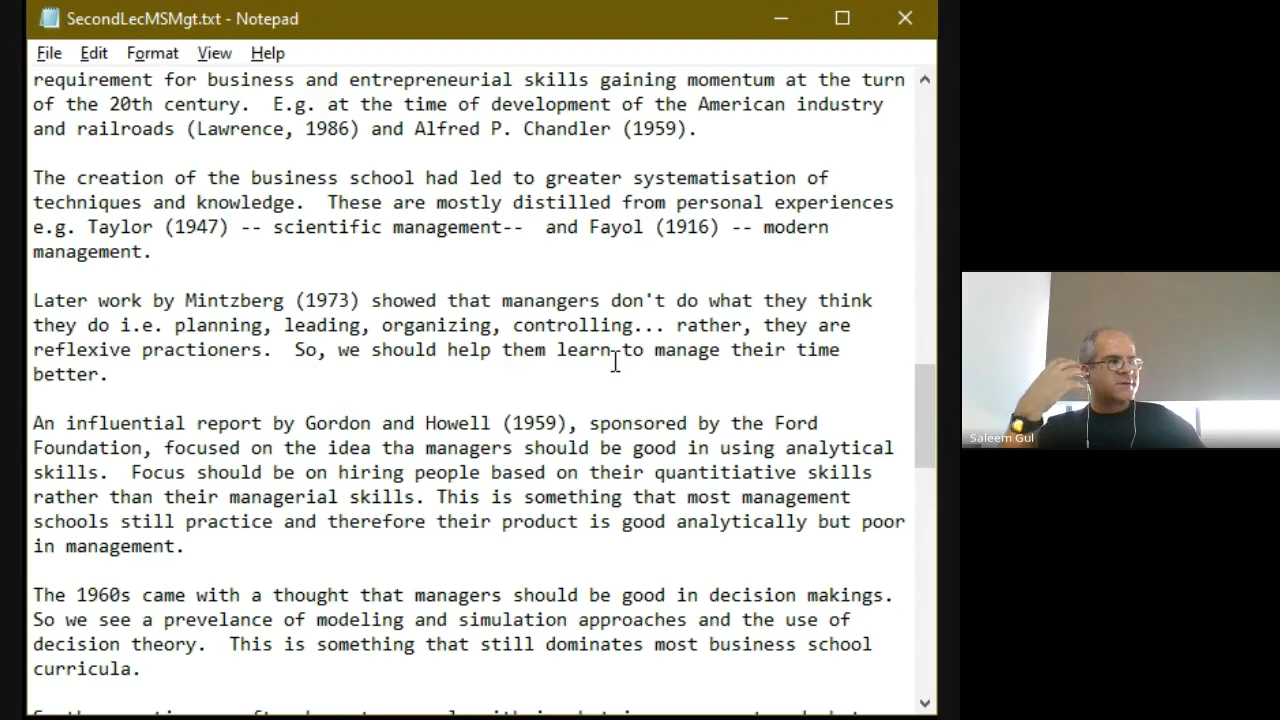 SecondLecMSMgt.txt - Notepad
File Edit Format View Help
requirement for business and entrepreneurial skills gaining momentum at the turn
of the 20th century.  E.g. at the time of development of the American industry
and railroads (Lawrence, 1986) and Alfred P. Chandler (1959).
The creation of the business school had led to greater systematisation of
techniques and knowledge.  These are mostly distilled from personal experiences
e.g. Taylor (1947) -- scientific management--  and Fayol (1916) -- modern
management.
Later work by Mintzberg (1973) showed that manangers don't do what they think
they do i.e. planning, leading, organizing, controlling... rather, they are
reflexive practioners.  So, we should help them learn to manage their time
better.
An influential report by Gordon and Howell (1959), sponsored by the Ford
Foundation, focused on the idea tha managers should be good in using analytical
skills.  Focus should be on hiring people based on their quantitiative skills
rather than their managerial skills. This is something that most management
schools still practice and therefore their product is good analytically but poor
in management.
The 1960s came with a thought that managers should be good in decision makings.
So we see a prevelance of modeling and simulation approaches and the use of
decision theory.  This is something that still dominates most business school
curricula.
Saleem Gul